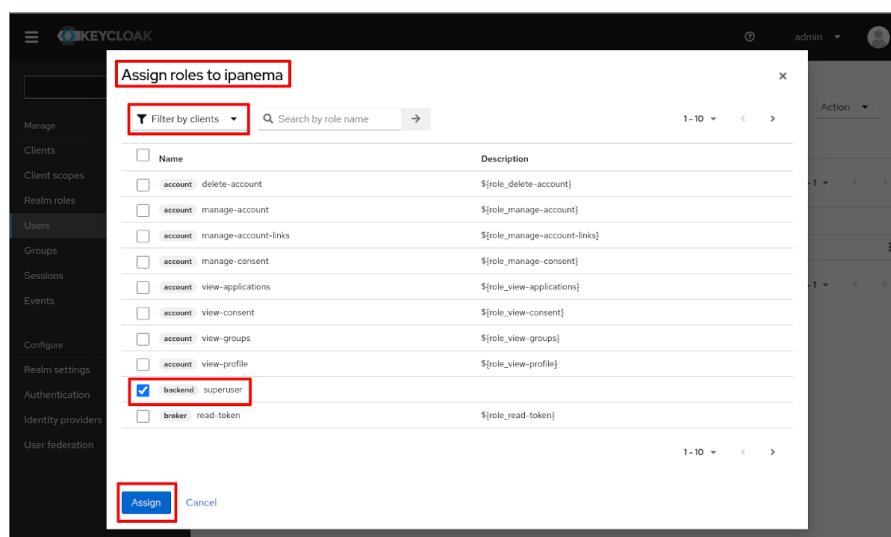 KEYCLOAK
admin
Assign roles to ipanema
Action
Filter by clients
Search by role name
1-10
Manage
Clients
Client scopes
Realm roles
Users
Groups
Sessions
Events
Configure
Realm settings
Authentication
Identity providers
User federation
Name Description
account delete-account ${role_delete-account}
account manage-account ${role_manage-account}
account manage-account-links ${role_manage-account-links}
account manage-consent ${role_manage-consent}
account view-applications ${role_view-applications}
account view-consent ${role_view-consent}
account view-groups ${role_view-groups}
account view-profile ${role_view-profile}
backend superuser
broker read-token ${role_read-token}
1-10
-1
-1
Assign Cancel